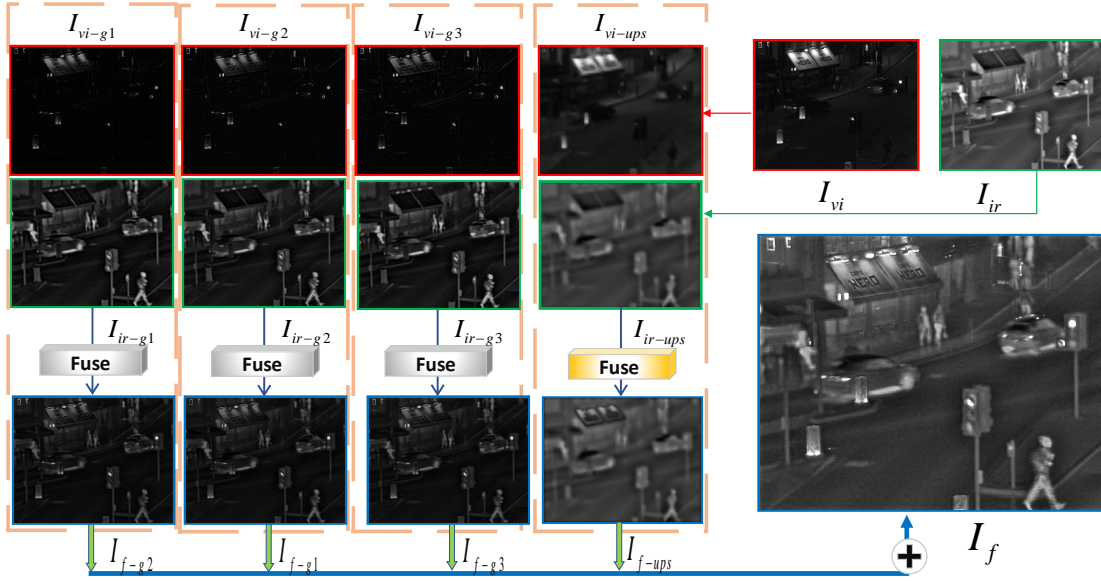 I_{vi-g1} I_{vi-g2} I_{vi-g3} I_{vi-ups}
I_{vi} I_{ir}
I_{ir-g1} I_{ir-g2} I_{ir-g3} I_{ir-ups}
Fuse Fuse Fuse Fuse
NERO
I_{f-g2} I_{f-g1} I_{f-g3} I_{f-ups}
+
I_f